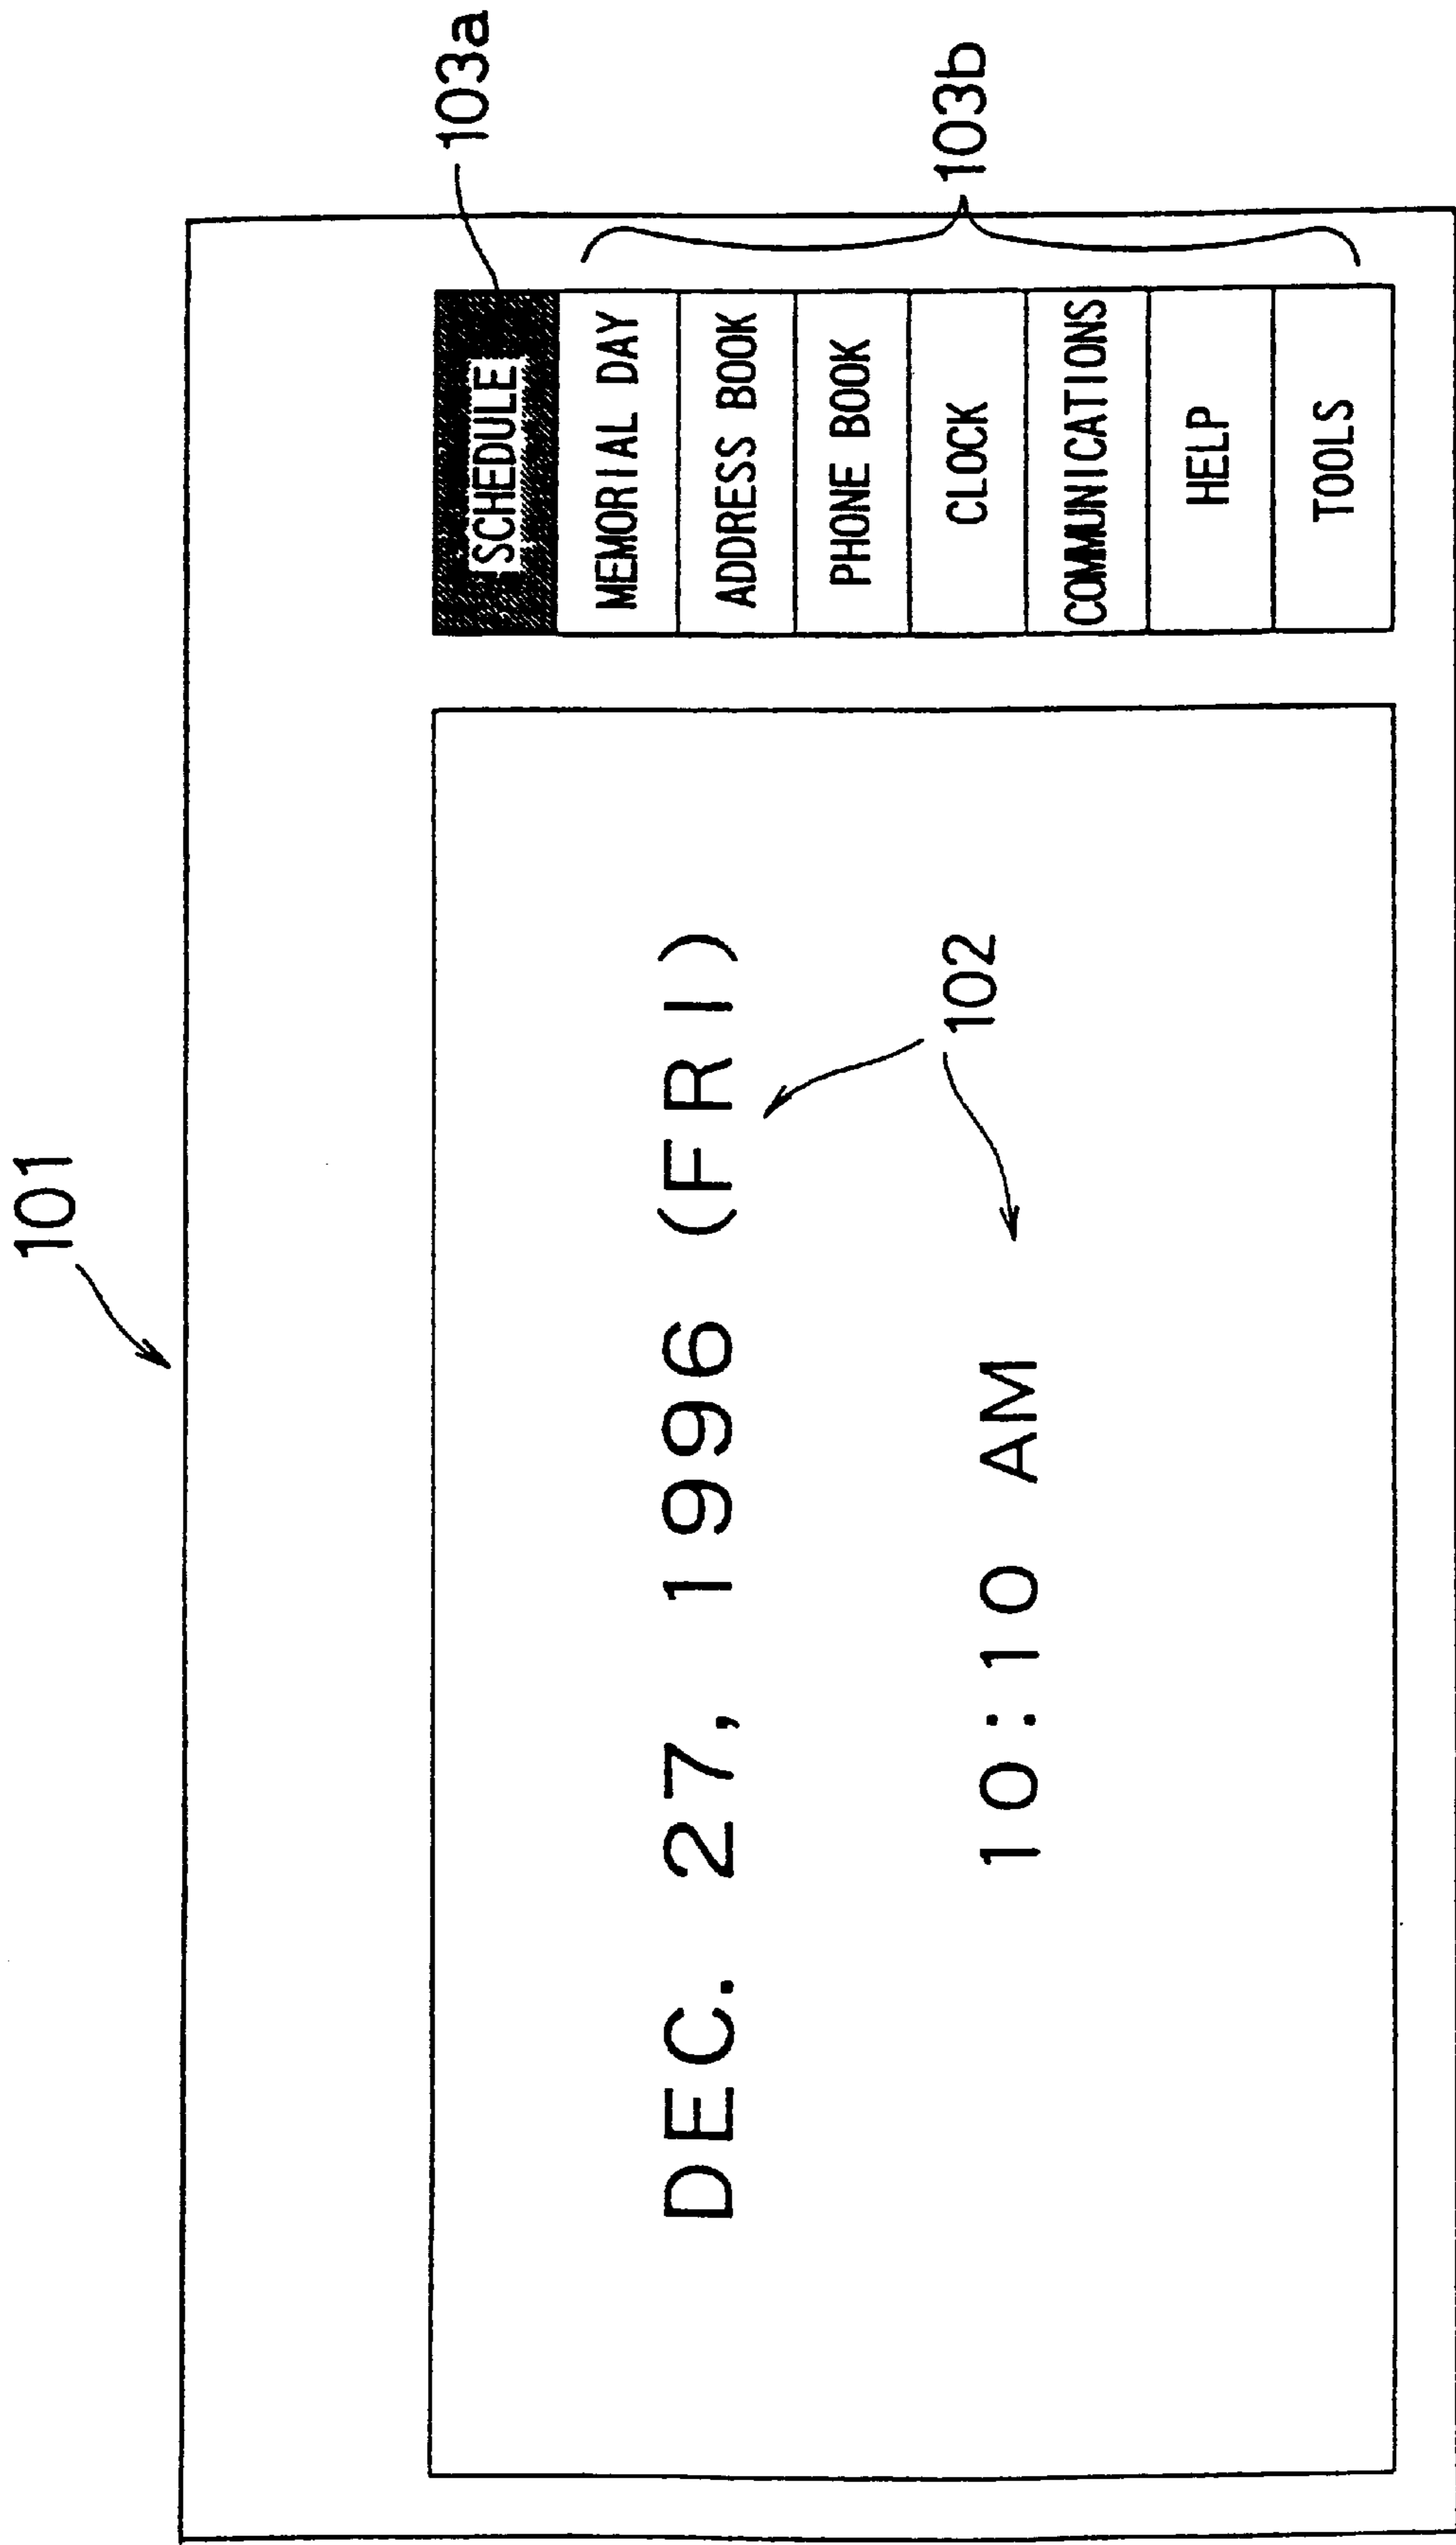 101
103a
SCHEDULE
MEMORIAL DAY
ADDRESS BOOK
PHONE BOOK
CLOCK
COMMUNICATIONS
HELP
TOOLS
103b
DEC. 27, 1996 (FRI)
102
10:10 AM